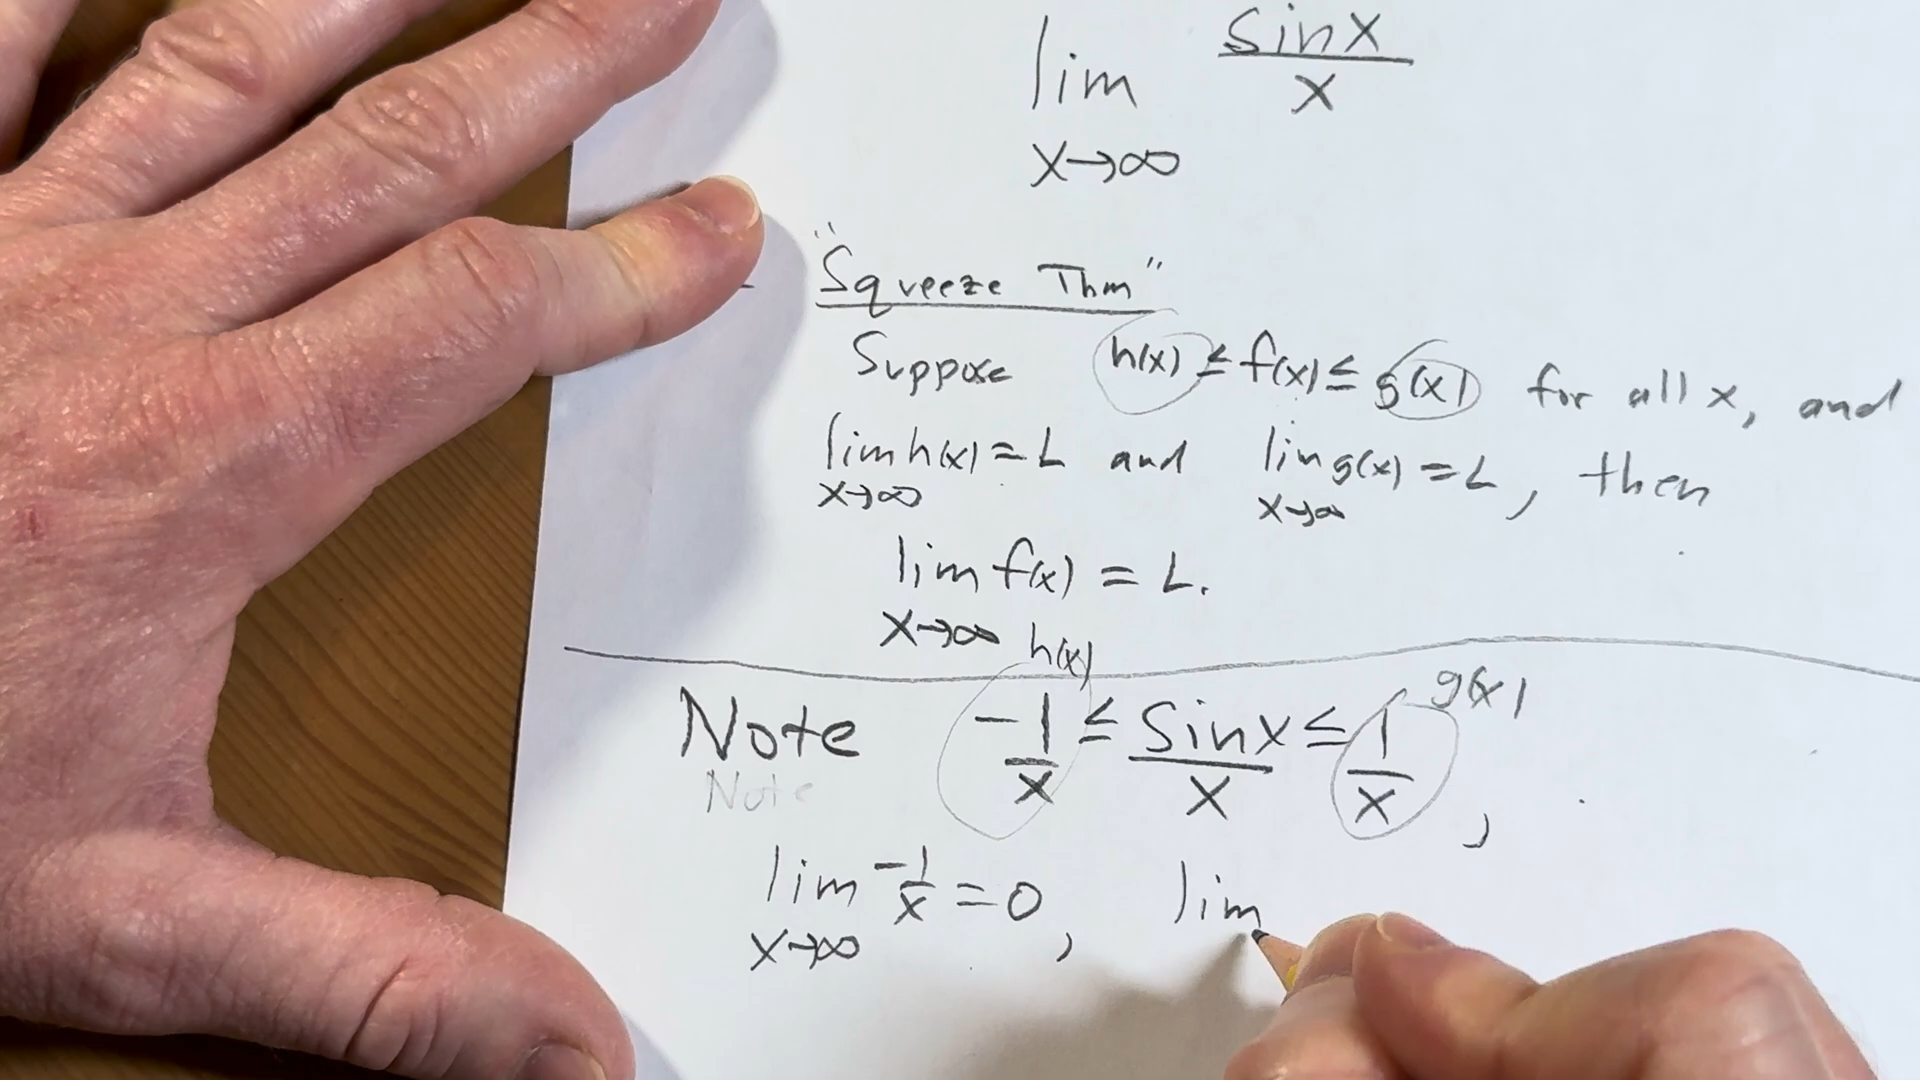 lim sinx/x
x→∞
"Squeeze Thm"
Suppose h(x) ≤ f(x) ≤ g(x) for all x, and
lim h(x) = L and lim g(x) = L, then
x→∞ x→∞
lim f(x) = L.
x→∞
h(x) g(x)
Note -1/x ≤ sinx/x ≤ 1/x,
Note
lim -1/x = 0, lim
x→∞